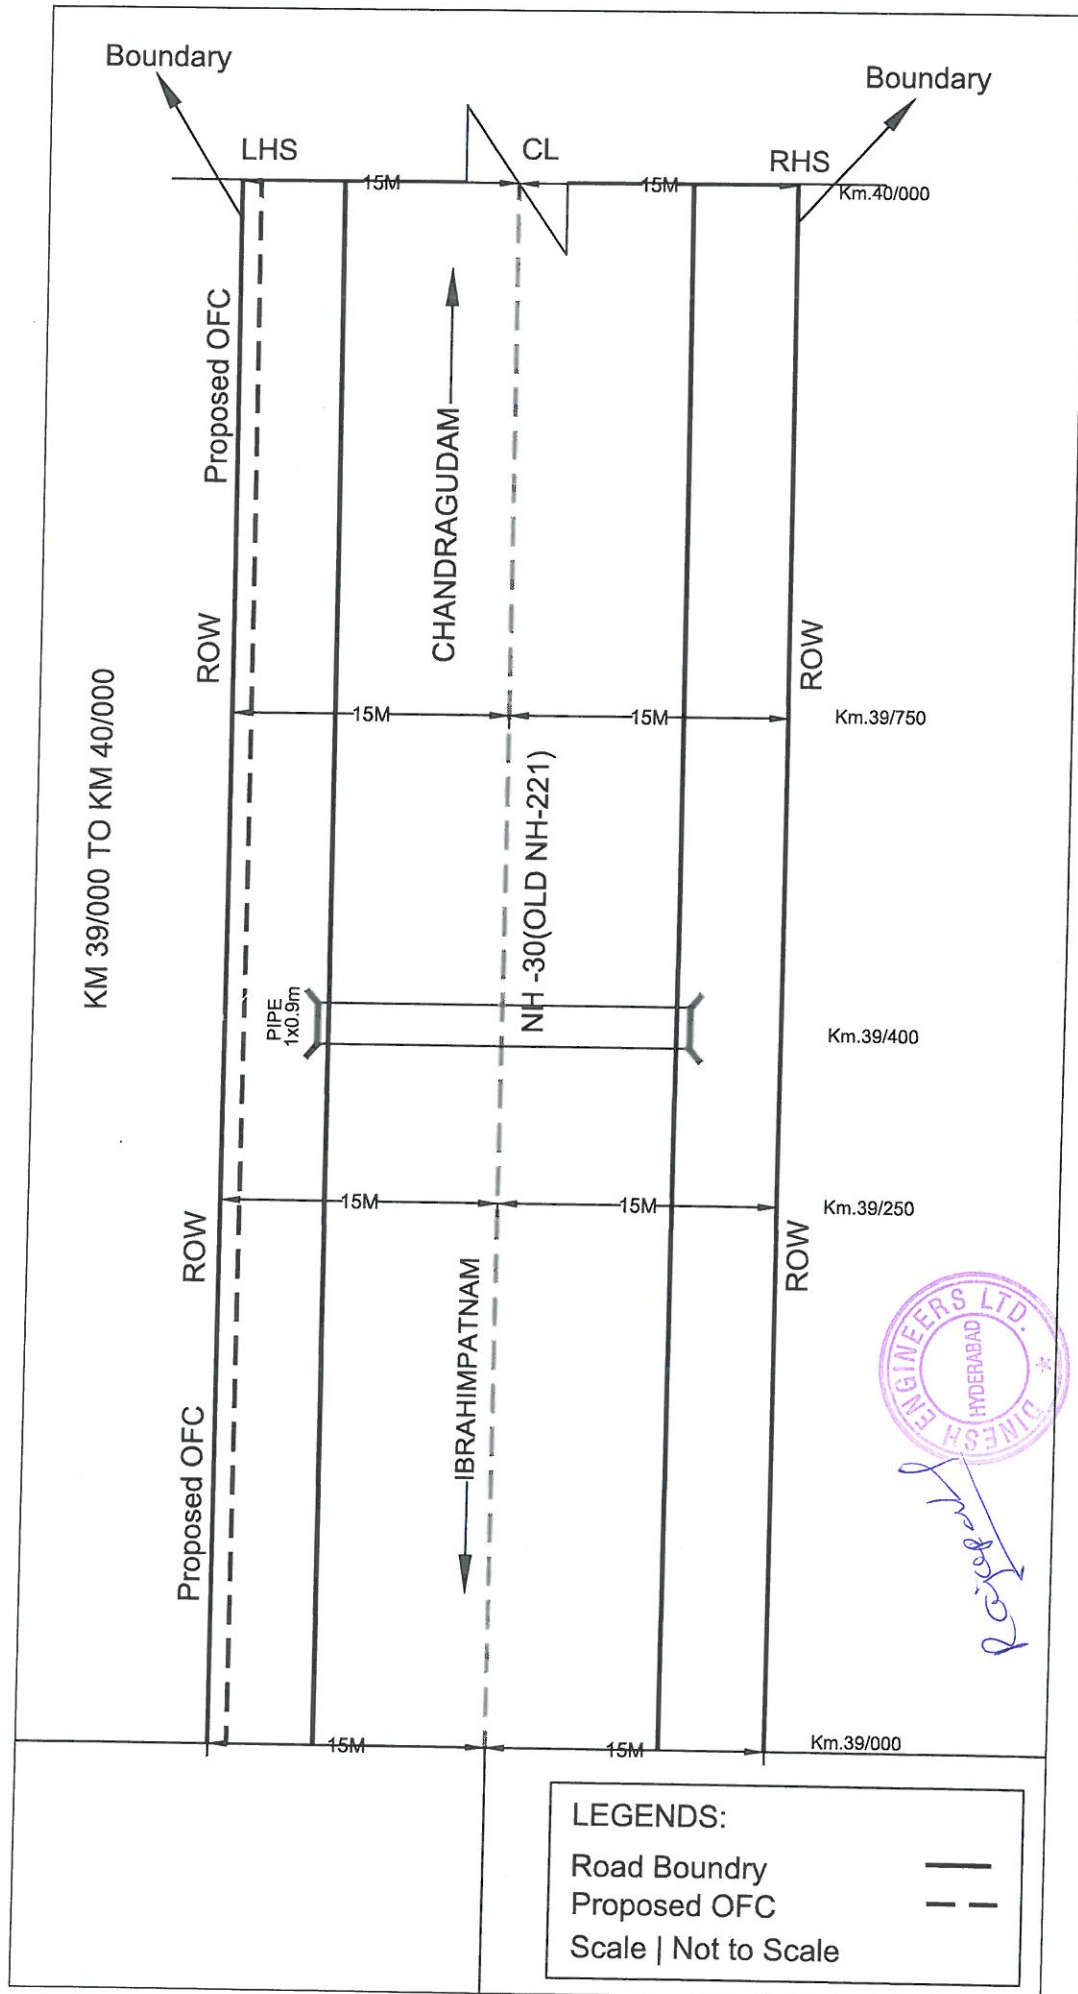 Boundary
Boundary
LHS
CL
RHS
15M
15M
Km.40/000
Proposed OFC
CHANDRAGUDAM
ROW
ROW
KM 39/000 TO KM 40/000
15M
15M
Km.39/750
NH -30(OLD NH-221)
PIPE
1x0.9m
Km.39/400
15M
15M
Km.39/250
ROW
ROW
IBRAHIMPATNAM
Proposed OFC
DINESH ENGINEERS LTD. *
HYDERABAD
Rajgopal
15M
15M
Km.39/000
LEGENDS:
Road Boundry
Proposed OFC
Scale | Not to Scale